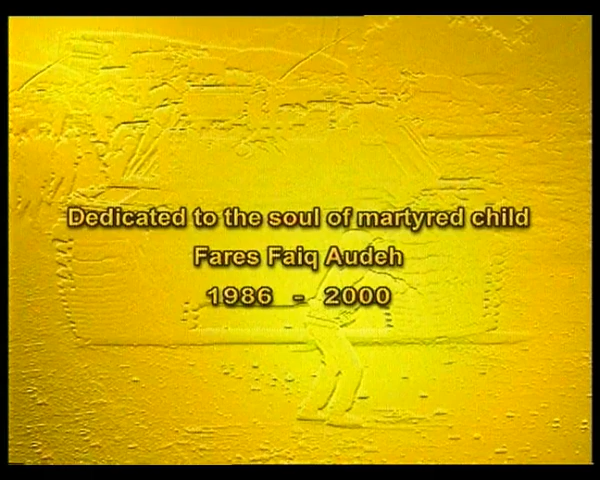 Dedicated to the soul of martyred child
Fares Faiq Audeh
1986 - 2000